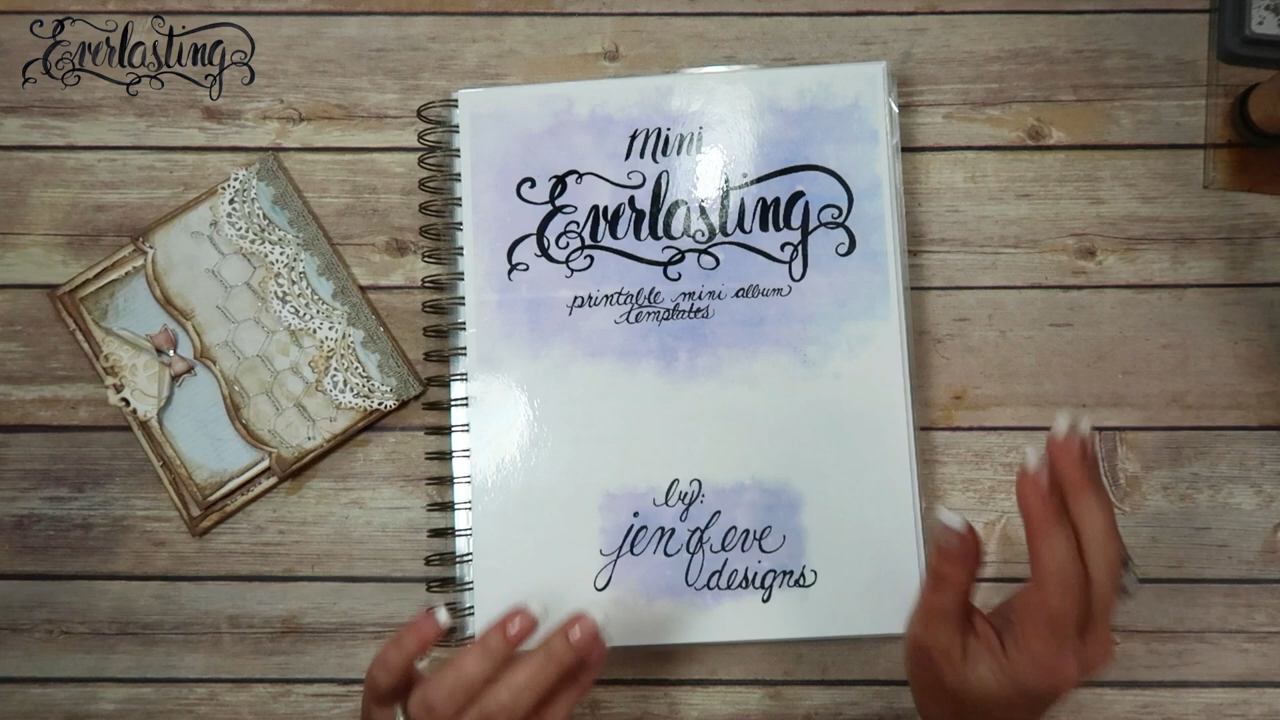 Everlasting
Mini
Everlasting
printable mini album
templates
by:
jen of eve
designs